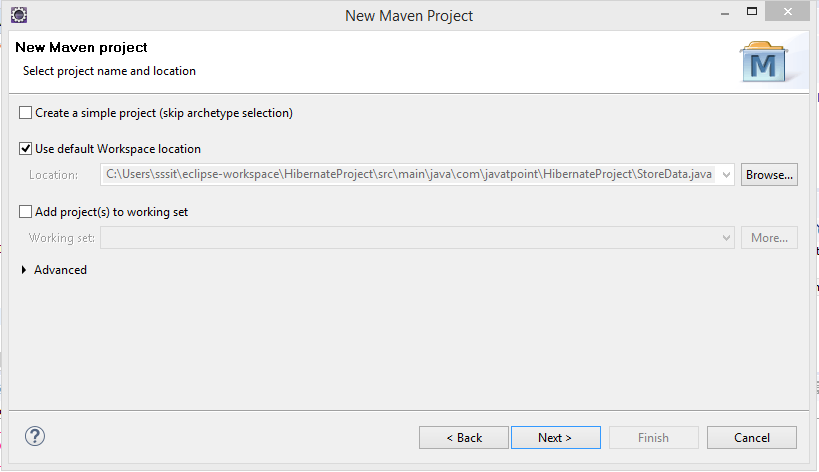 New Maven Project
New Maven project
Select project name and location
M
Create a simple project (skip archetype selection)
Use default Workspace location
Location: C:\Users\sssit\eclipse-workspace\HibernateProject\src\main\java\com\javatpoint\HibernateProject\StoreData.java Browse...
Add project(s) to working set
Working set: More...
Advanced
? < Back Next > Finish Cancel